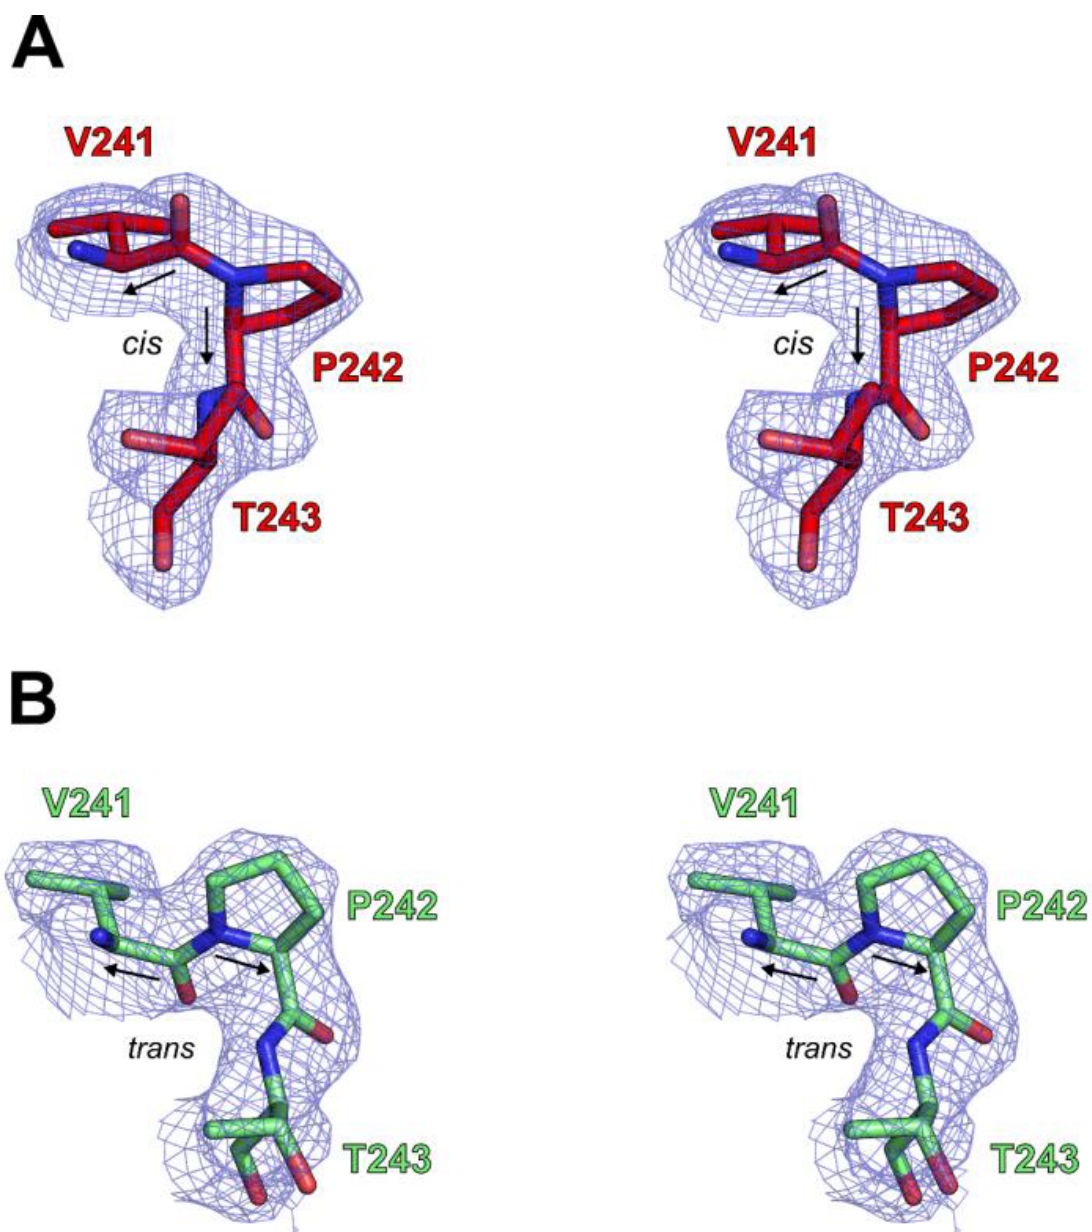 A
V241 V241
cis cis
P242 P242
T243 T243
B
V241 V241
P242 P242
trans trans
T243 T243